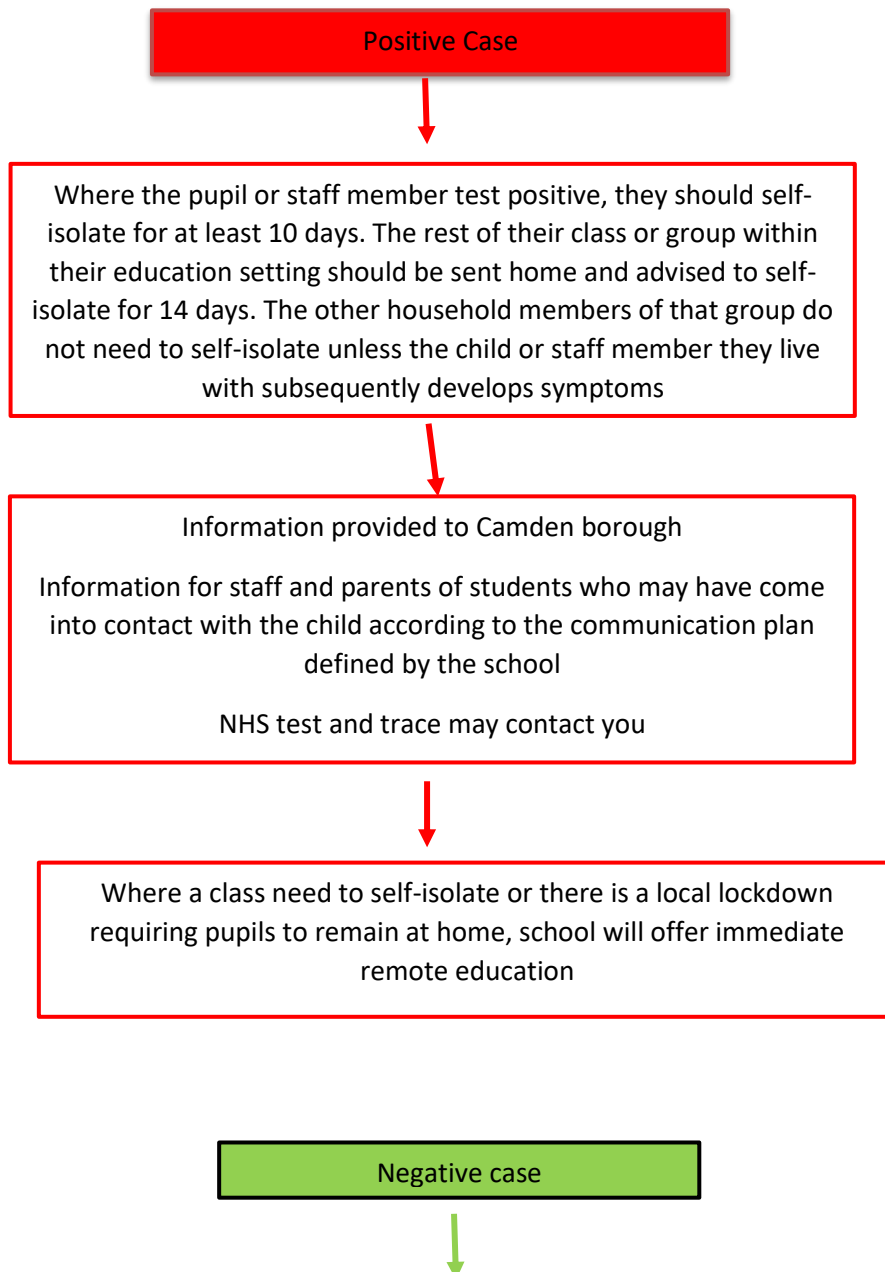 Positive Case
Where the pupil or staff member test positive, they should self-
isolate for at least 10 days. The rest of their class or group within
their education setting should be sent home and advised to self-
isolate for 14 days. The other household members of that group do
not need to self-isolate unless the child or staff member they live
with subsequently develops symptoms
Information provided to Camden borough
Information for staff and parents of students who may have come
into contact with the child according to the communication plan
defined by the school
NHS test and trace may contact you
Where a class need to self-isolate or there is a local lockdown
requiring pupils to remain at home, school will offer immediate
remote education
Negative case